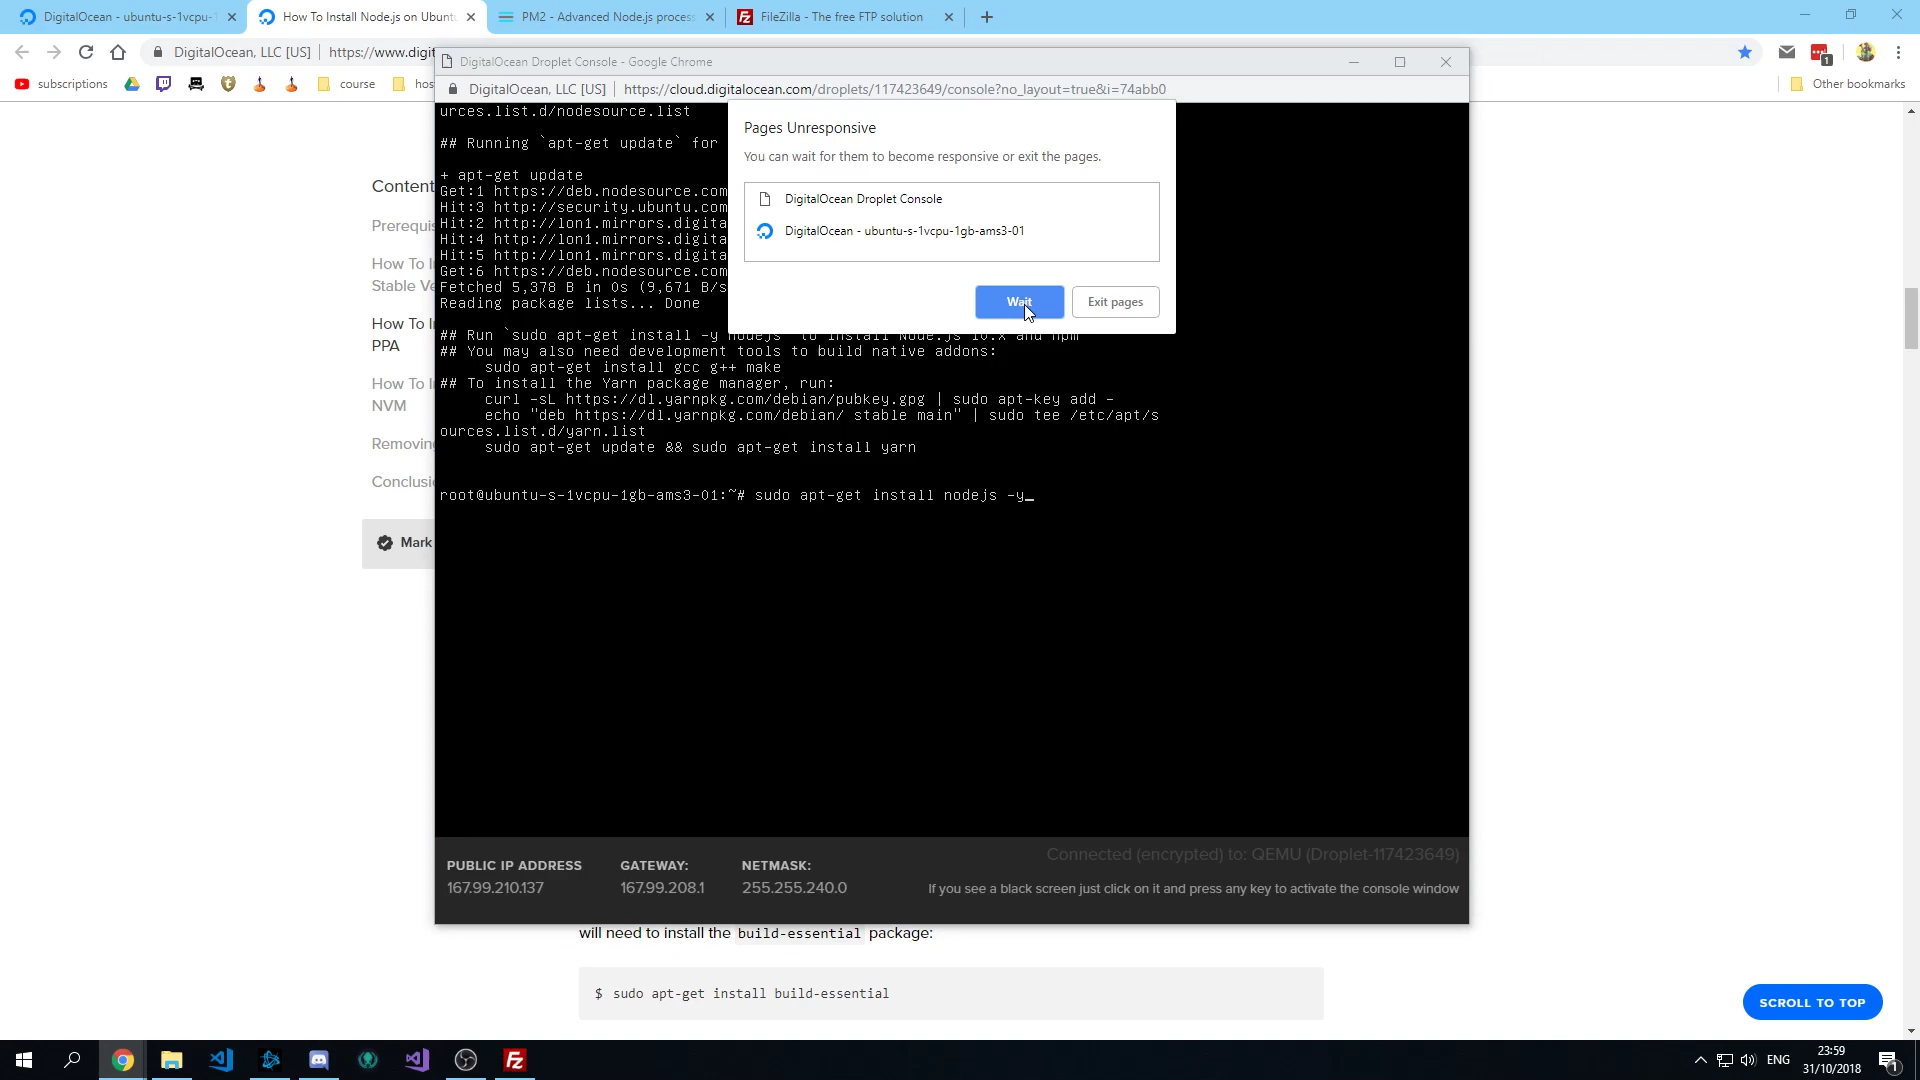 DigitalOcean - ubuntu-s-1vcpu-1
How To Install Node.js on Ubuntu
PM2 - Advanced Node.js process
FileZilla - The free FTP solution
DigitalOcean, LLC [US]
https://www.digit
subscriptions
course
hos
Other bookmarks
DigitalOcean Droplet Console - Google Chrome
DigitalOcean, LLC [US]
https://cloud.digitalocean.com/droplets/117423649/console?no_layout=true&i=74abb0
Content
Prerequis
How To I
Stable Ve
How To I
PPA
How To I
NVM
Removing
Conclusio
Mark
urces.list.d/nodesource.list
## Running `apt-get update` for
+ apt-get update
Get:1 https://deb.nodesource.com
Hit:3 http://security.ubuntu.com
Hit:2 http://lon1.mirrors.digita
Hit:4 http://lon1.mirrors.digita
Hit:5 http://lon1.mirrors.digita
Get:6 https://deb.nodesource.com
Fetched 5,378 B in 0s (9,671 B/s
Reading package lists... Done
## Run `sudo apt-get install -y nodejs` to install Node.js 10.x and npm
## You may also need development tools to build native addons:
sudo apt-get install gcc g++ make
## To install the Yarn package manager, run:
curl -sL https://dl.yarnpkg.com/debian/pubkey.gpg | sudo apt-key add -
echo "deb https://dl.yarnpkg.com/debian/ stable main" | sudo tee /etc/apt/s
ources.list.d/yarn.list
sudo apt-get update && sudo apt-get install yarn
root@ubuntu-s-1vcpu-1gb-ams3-01:~# sudo apt-get install nodejs -y_
Pages Unresponsive
You can wait for them to become responsive or exit the pages.
DigitalOcean Droplet Console
DigitalOcean - ubuntu-s-1vcpu-1gb-ams3-01
Wait
Exit pages
PUBLIC IP ADDRESS
167.99.210.137
GATEWAY:
167.99.208.1
NETMASK:
255.255.240.0
Connected (encrypted) to: QEMU (Droplet-117423649)
If you see a black screen just click on it and press any key to activate the console window
will need to install the build-essential package:
$ sudo apt-get install build-essential
SCROLL TO TOP
ENG
23:59
31/10/2018
1
1